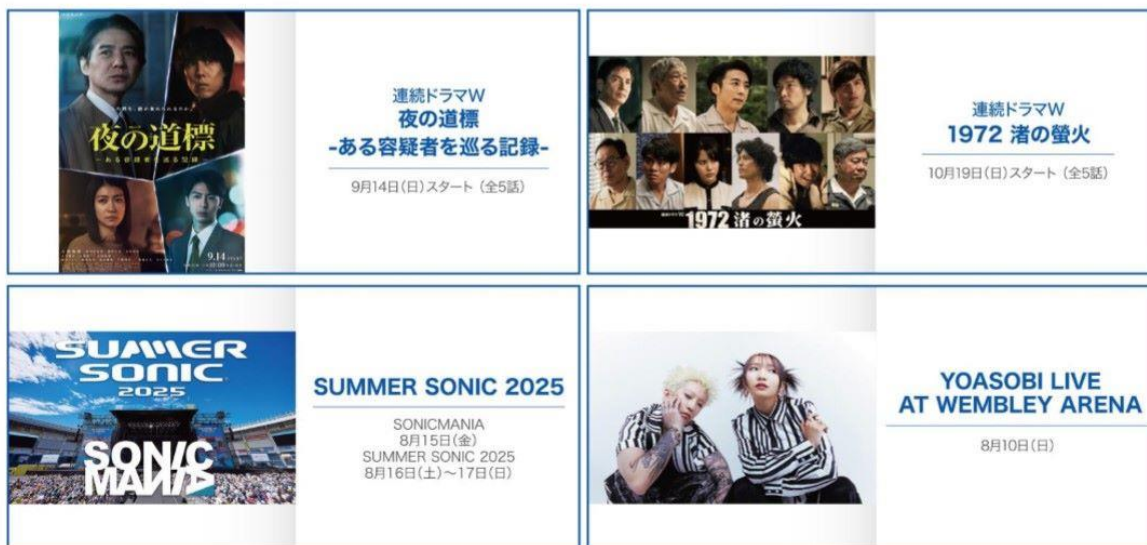 夜の道標
-ある容疑者を巡る記録-
9.14
連続ドラマW
夜の道標
-ある容疑者を巡る記録-
9月14日(日)スタート (全5話)
連続ドラマW
1972 渚の螢火
連続ドラマW
1972 渚の螢火
10月19日(日)スタート (全5話)
SUMMER
SONIC
2025
SONIC
MANIA
SUMMER SONIC 2025
SONICMANIA
8月15日(金)
SUMMER SONIC 2025
8月16日(土)～17日(日)
YOASOBI LIVE
AT WEMBLEY ARENA
8月10日(日)